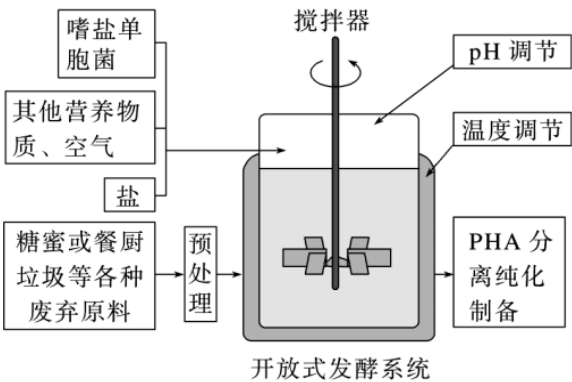 嗜盐单
胞菌
搅拌器
pH 调节
其他营养物
质、空气
温度调节
盐
糖蜜或餐厨
垃圾等各种
废弃原料
预
处
理
PHA 分
离纯化
制备
开放式发酵系统